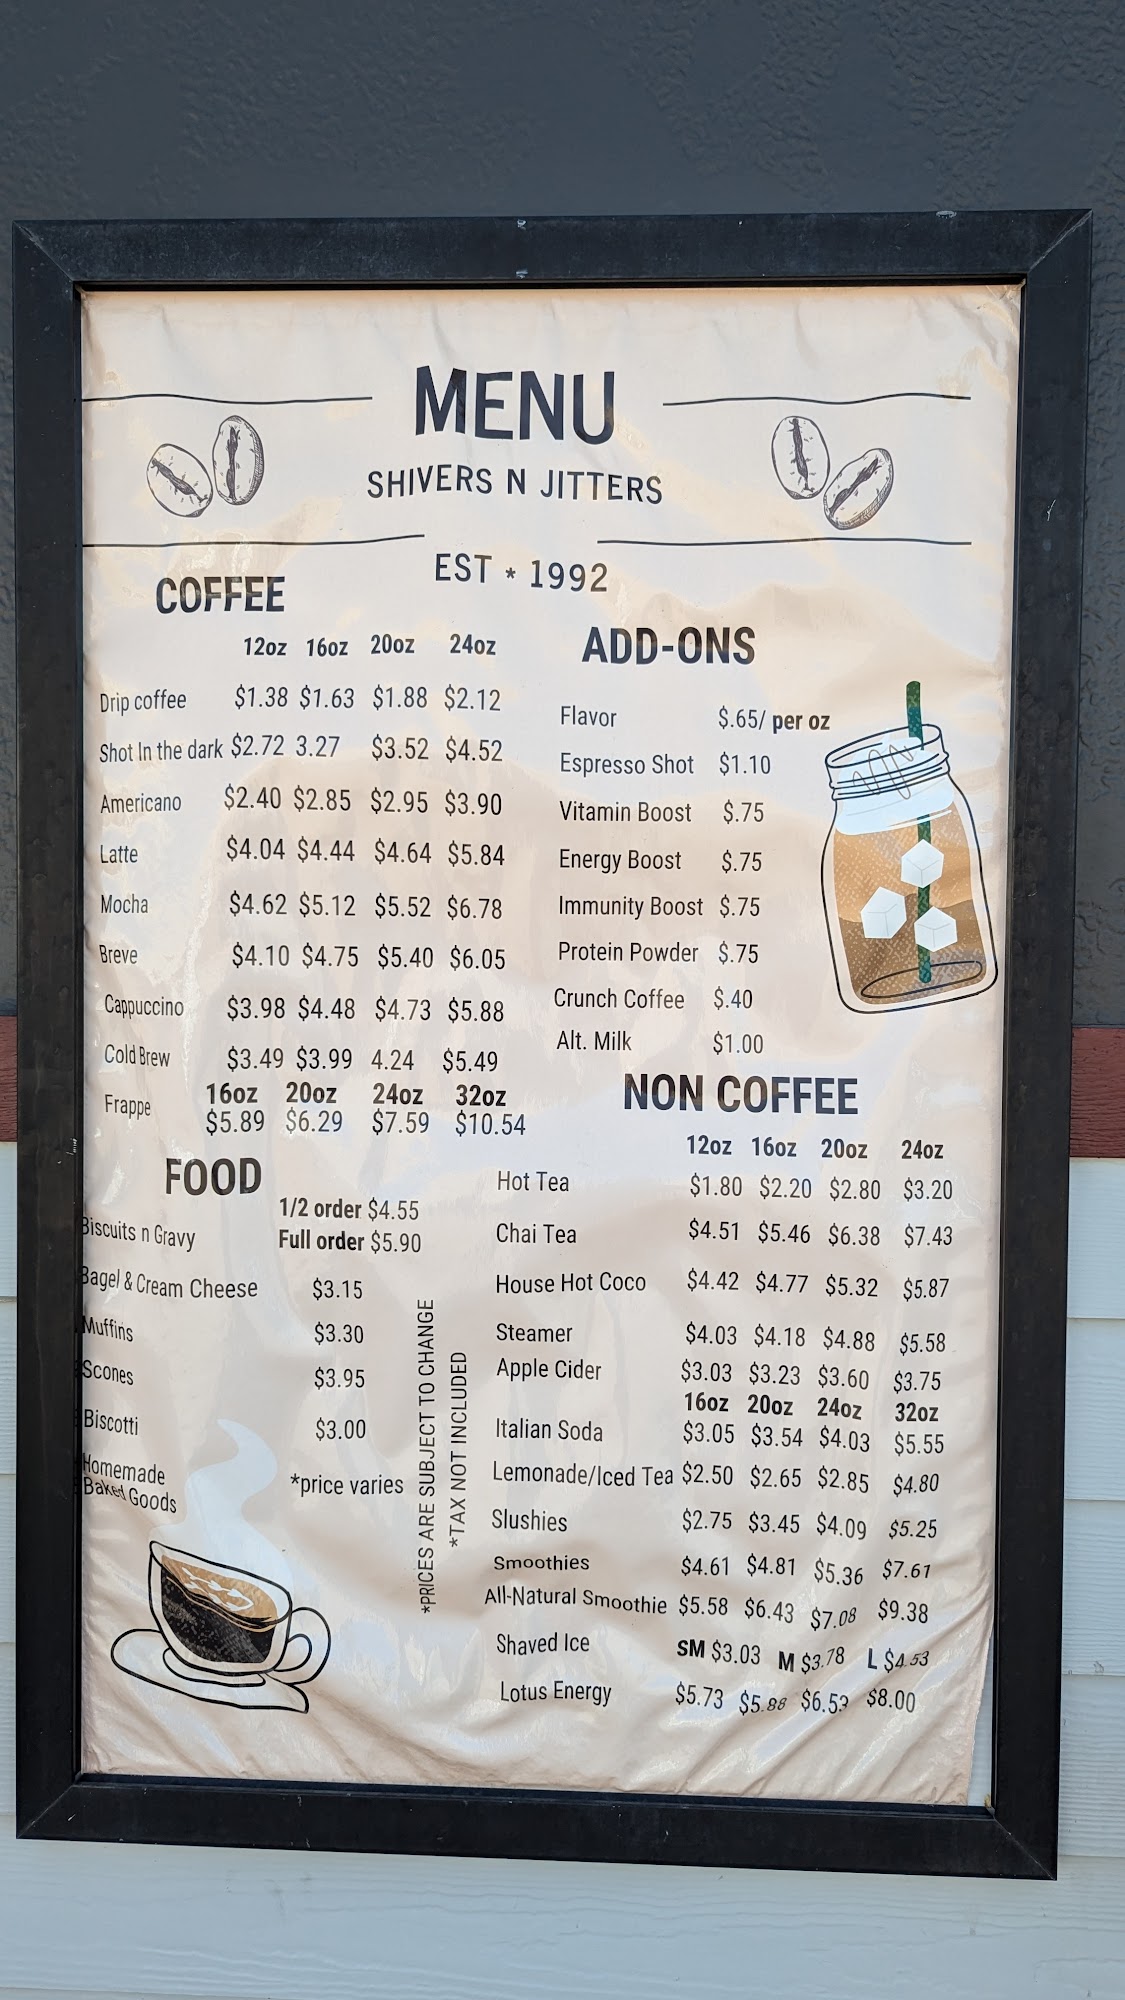 MENU
SHIVERS N JITTERS
EST * 1992
COFFEE
12oz 16oz 20oz 24oz
Drip coffee $1.38 $1.63 $1.88 $2.12
Shot In the dark $2.72 3.27 $3.52 $4.52
Americano $2.40 $2.85 $2.95 $3.90
Latte $4.04 $4.44 $4.64 $5.84
Mocha $4.62 $5.12 $5.52 $6.78
Breve $4.10 $4.75 $5.40 $6.05
Cappuccino $3.98 $4.48 $4.73 $5.88
Cold Brew $3.49 $3.99 4.24 $5.49
16oz 20oz 24oz 32oz
Frappe $5.89 $6.29 $7.59 $10.54
ADD-ONS
Flavor $.65/ per oz
Espresso Shot $1.10
Vitamin Boost $.75
Energy Boost $.75
Immunity Boost $.75
Protein Powder $.75
Crunch Coffee $.40
Alt. Milk $1.00
FOOD
1/2 order $4.55
Biscuits n Gravy Full order $5.90
Bagel & Cream Cheese $3.15
Muffins $3.30
Scones $3.95
Biscotti $3.00
Homemade
Baked Goods *price varies
*PRICES ARE SUBJECT TO CHANGE
*TAX NOT INCLUDED
NON COFFEE
12oz 16oz 20oz 24oz
Hot Tea $1.80 $2.20 $2.80 $3.20
Chai Tea $4.51 $5.46 $6.38 $7.43
House Hot Coco $4.42 $4.77 $5.32 $5.87
Steamer $4.03 $4.18 $4.88 $5.58
Apple Cider $3.03 $3.23 $3.60 $3.75
16oz 20oz 24oz 32oz
Italian Soda $3.05 $3.54 $4.03 $5.55
Lemonade/Iced Tea $2.50 $2.65 $2.85 $4.80
Slushies $2.75 $3.45 $4.09 $5.25
Smoothies $4.61 $4.81 $5.36 $7.61
All-Natural Smoothie $5.58 $6.43 $7.08 $9.38
Shaved Ice SM $3.03 M $3.78 L $4.53
Lotus Energy $5.73 $5.88 $6.53 $8.00